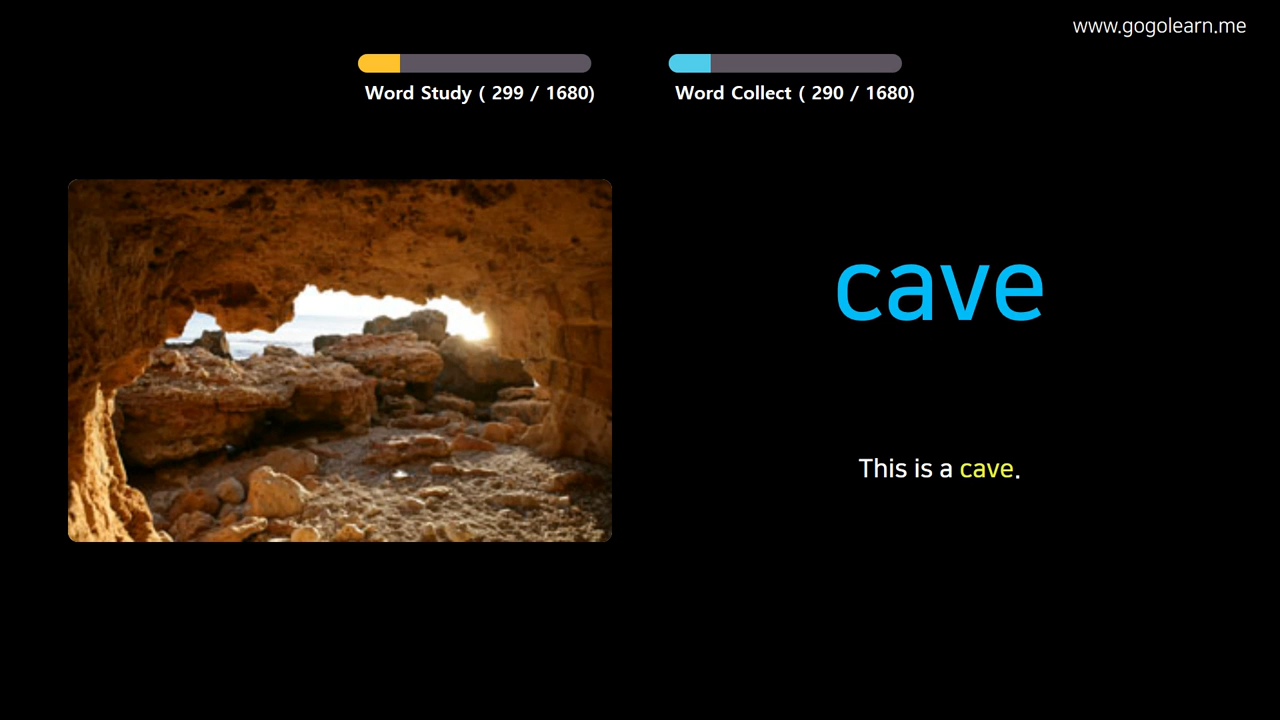 www.gogolearn.me
Word Study ( 299 / 1680)
Word Collect ( 290 / 1680)
cave
This is a cave.